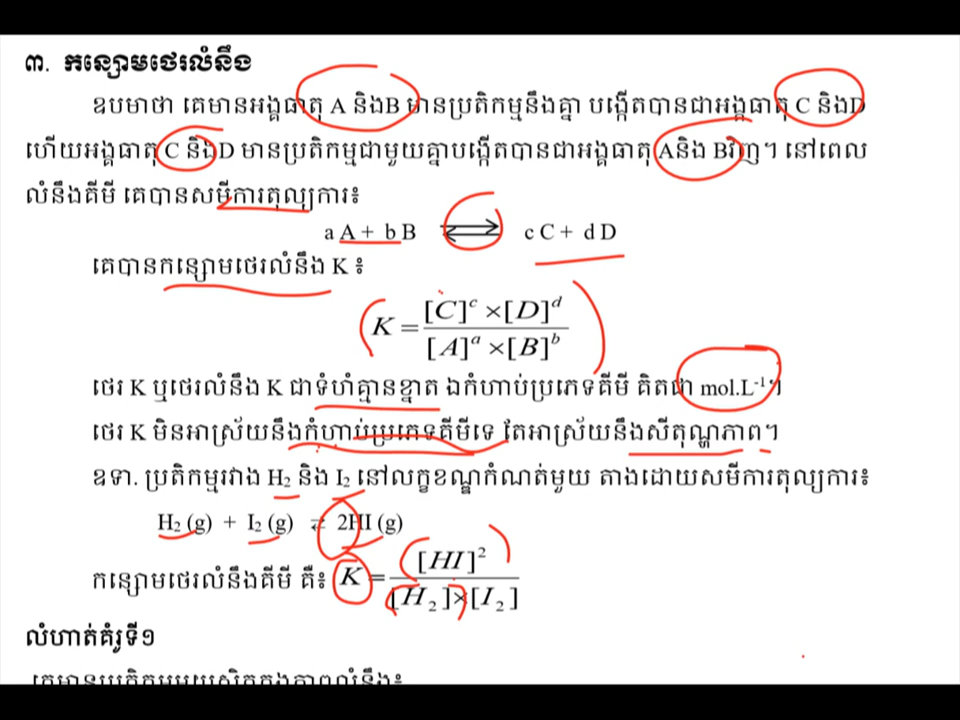 ៣. កន្សោមថេរលំនឹង
ឧបមាថា គេមានអង្គធាតុ A និងB មានប្រតិកម្មនឹងគ្នា បង្កើតបានជាអង្គធាតុ C និងD
ហើយអង្គធាតុ C និងD មានប្រតិកម្មជាមួយគ្នាបង្កើតបានជាអង្គធាតុ Aនិង Bវិញ។ នៅពេល
លំនឹងគីមី គេបានសមីការតុល្យការ៖
a A + b B ⇌ c C + d D
គេបានកន្សោមថេរលំនឹង K ៖
K = [C]^c × [D]^d / [A]^a × [B]^b
ថេរ K ឬថេរលំនឹង K ជាទំហំគ្មានខ្នាត ឯកំហាប់ប្រភេទគីមី គិតជា mol.L⁻¹។
ថេរ K មិនអាស្រ័យនឹងកំហាប់ប្រភេទគីមីទេ តែអាស្រ័យនឹងសីតុណ្ហភាព។
ឧទា. ប្រតិកម្មរវាង H₂ និង I₂ នៅលក្ខខណ្ឌកំណត់មួយ តាងដោយសមីការតុល្យការ៖
H₂ (g) + I₂ (g) ⇌ 2HI (g)
កន្សោមថេរលំនឹងគីមី គឺ៖ K = [HI]² / [H₂]×[I₂]
លំហាត់គំរូទី១